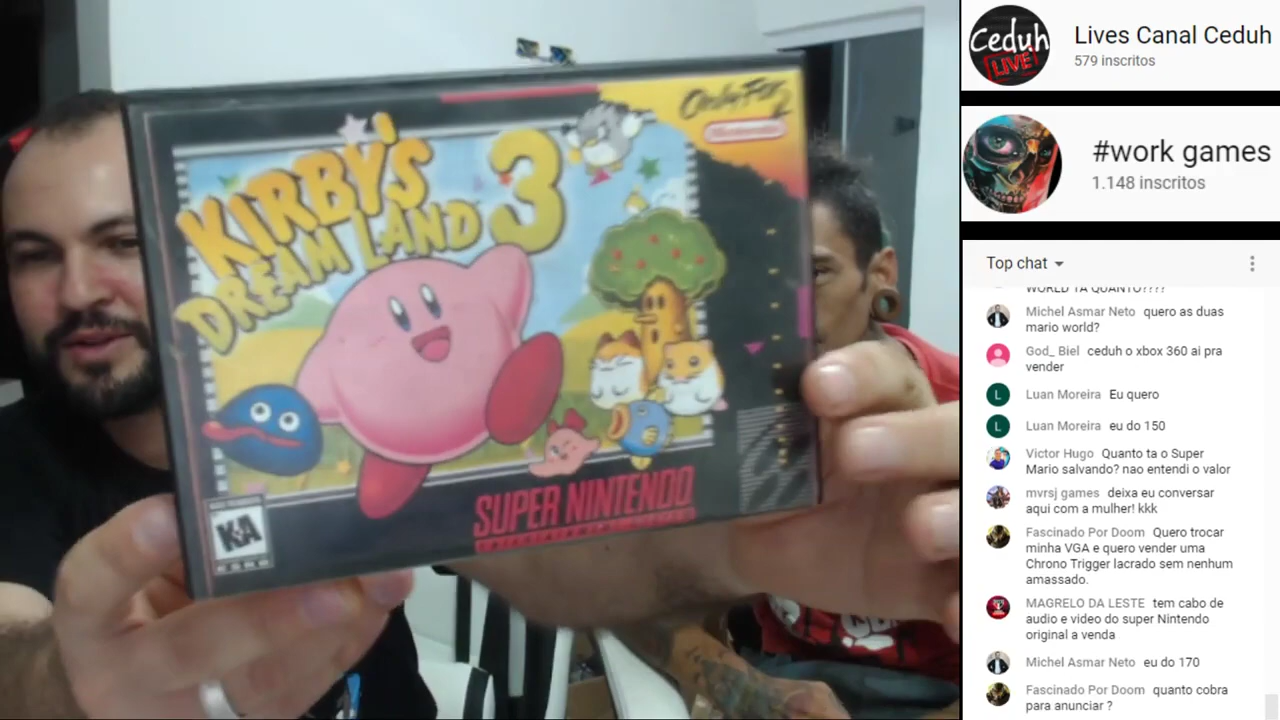 KIRBY'S
DREAM LAND 3
Only For
Nintendo
K-A
SUPER NINTENDO
Ceduh
LIVE
Lives Canal Ceduh
579 inscritos
#work games
1.148 inscritos
Top chat
WORLD TA QUANTO????
Michel Asmar Neto quero as duas
mario world?
God_ Biel ceduh o xbox 360 ai pra
vender
L Luan Moreira Eu quero
L Luan Moreira eu do 150
Victor Hugo Quanto ta o Super
Mario salvando? nao entendi o valor
mvrsj games deixa eu conversar
aqui com a mulher! kkk
Fascinado Por Doom Quero trocar
minha VGA e quero vender uma
Chrono Trigger lacrado sem nenhum
amassado.
MAGRELO DA LESTE tem cabo de
audio e video do super Nintendo
original a venda
Michel Asmar Neto eu do 170
Fascinado Por Doom quanto cobra
para anunciar ?